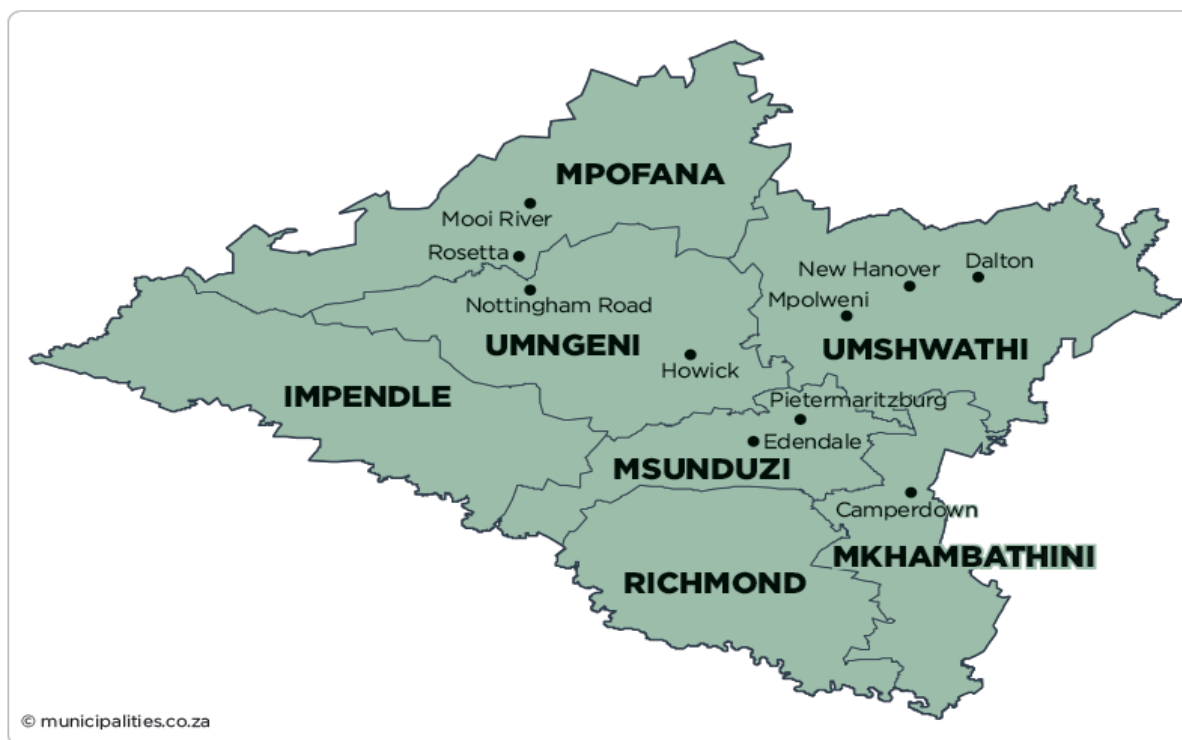 MPOFANA
Mooi River
Rosetta
New Hanover
Dalton
Nottingham Road
Mpolweni
UMNGENI
UMSHWATHI
Howick
IMPENDLE
Pietermaritzburg
Edendale
MSUNDUZI
Camperdown
MKHAMBATHINI
RICHMOND
© municipalities.co.za